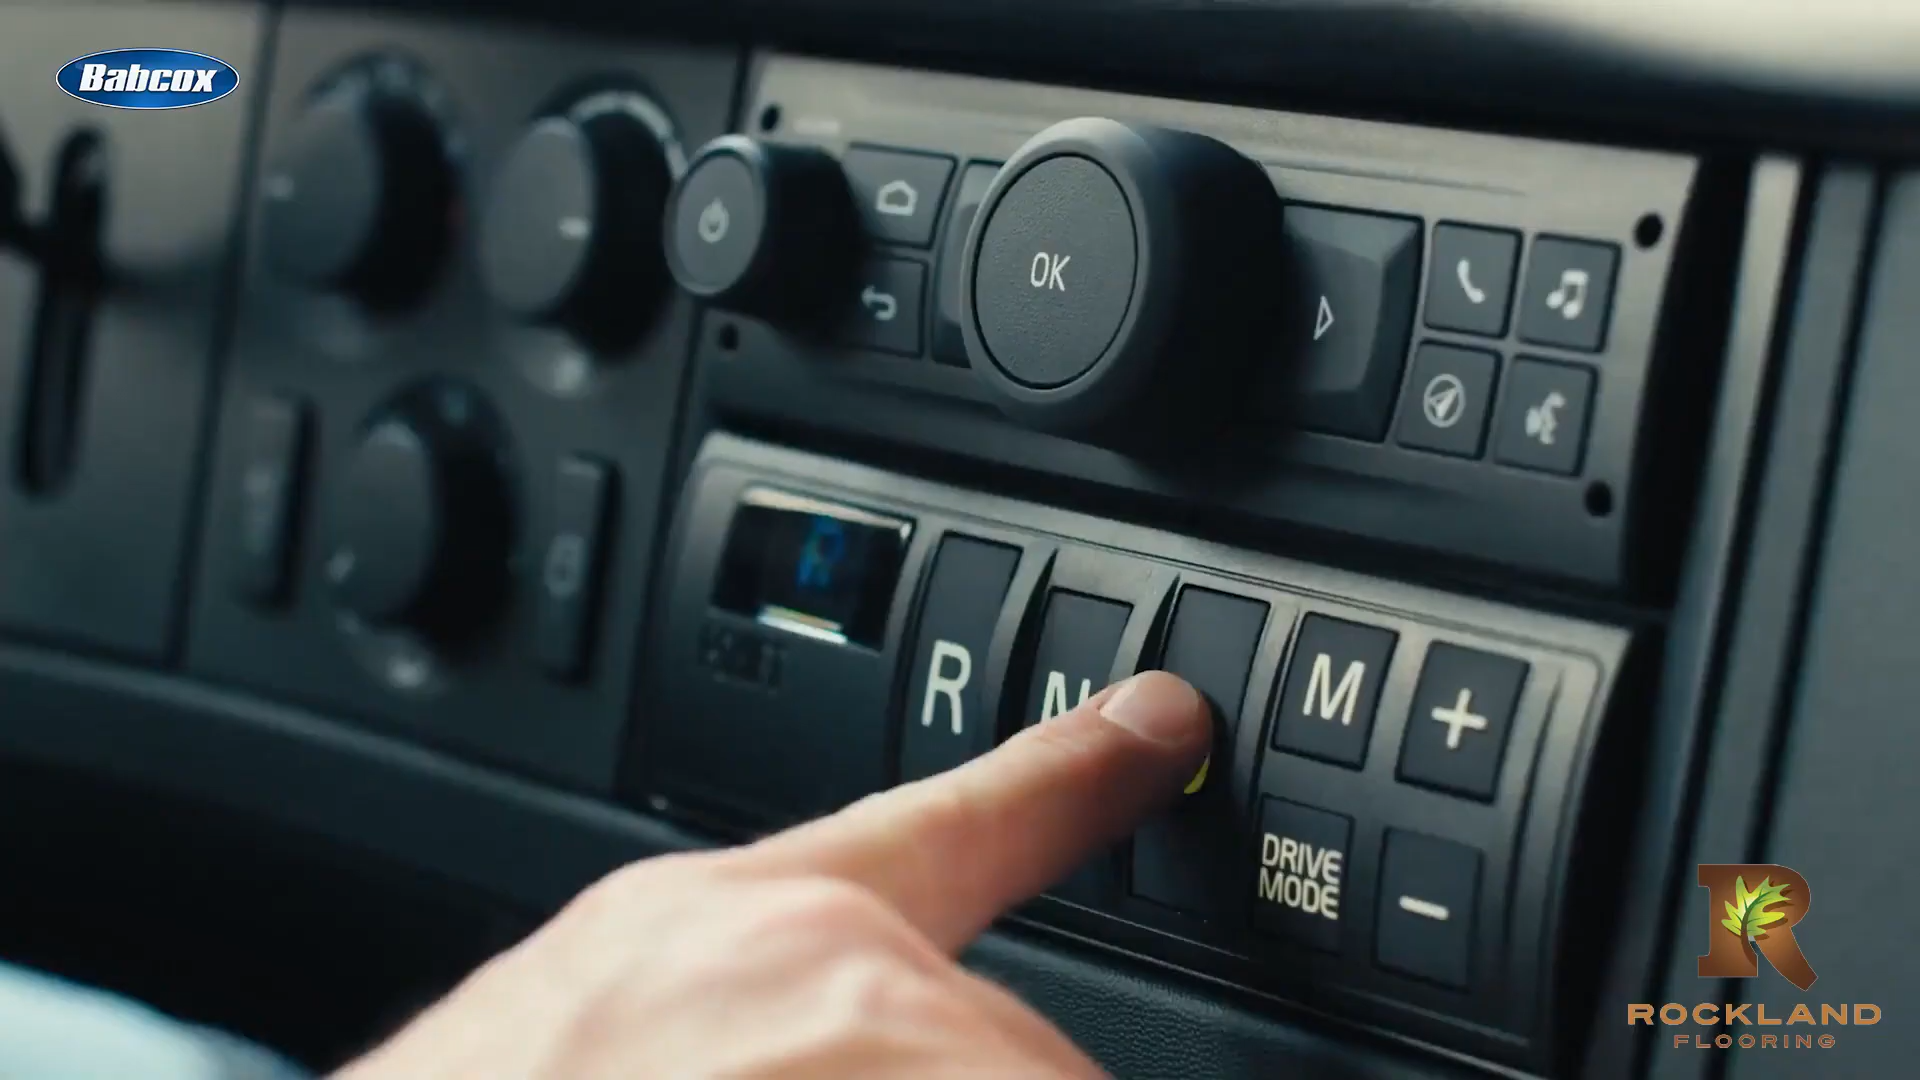 Babcox
OK
R
R
N
M
+
DRIVE
MODE
-
R
ROCKLAND
FLOORING